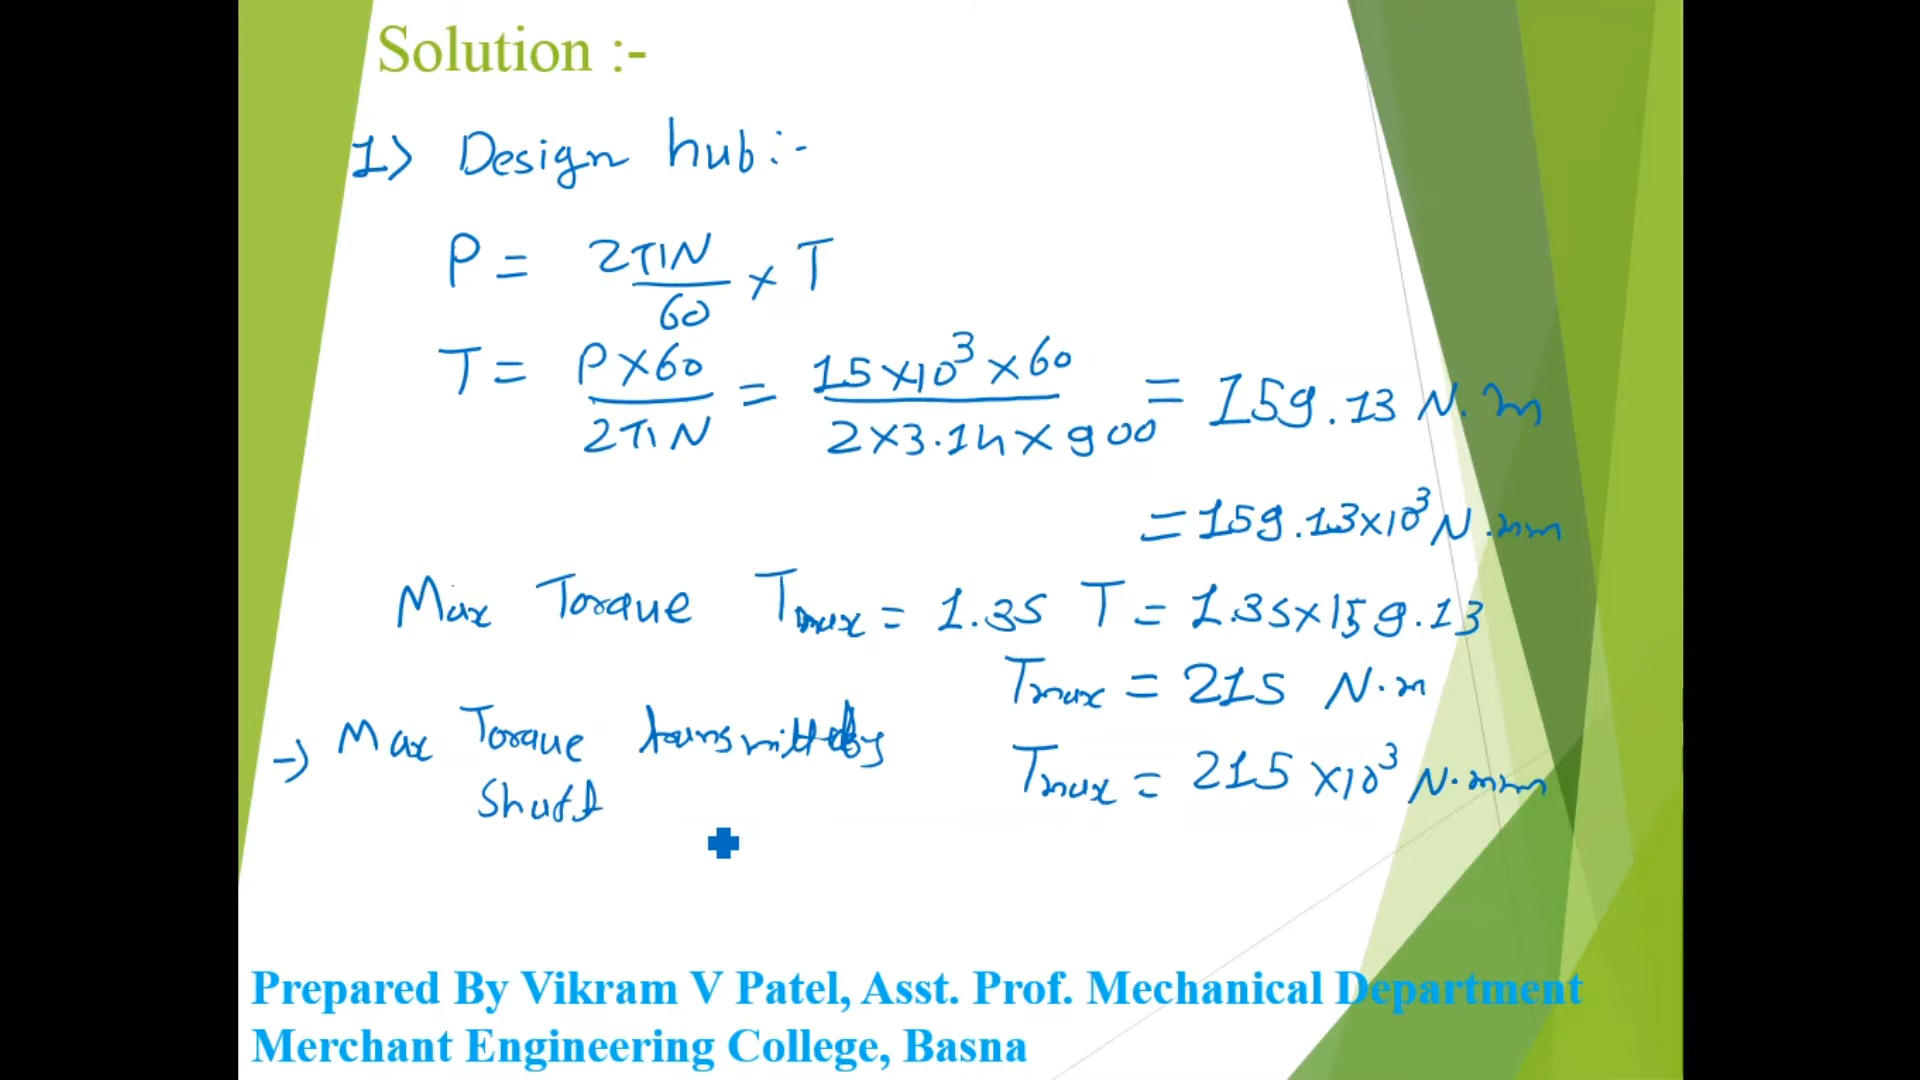 Solution :-
1> Design hub:-
P = 2πN/60 × T
T = P×60/2πN = 15×10³×60/2×3.14×900 = 159.13 N.m
= 159.13×10³ N.mm
Max Torque Tmax = 1.35 T = 1.35×159.13
Tmax = 215 N.m
→ Max Torque transmitted by
Shaft
Tmax = 215 ×10³ N.mm
Prepared By Vikram V Patel, Asst. Prof. Mechanical Department
Merchant Engineering College, Basna